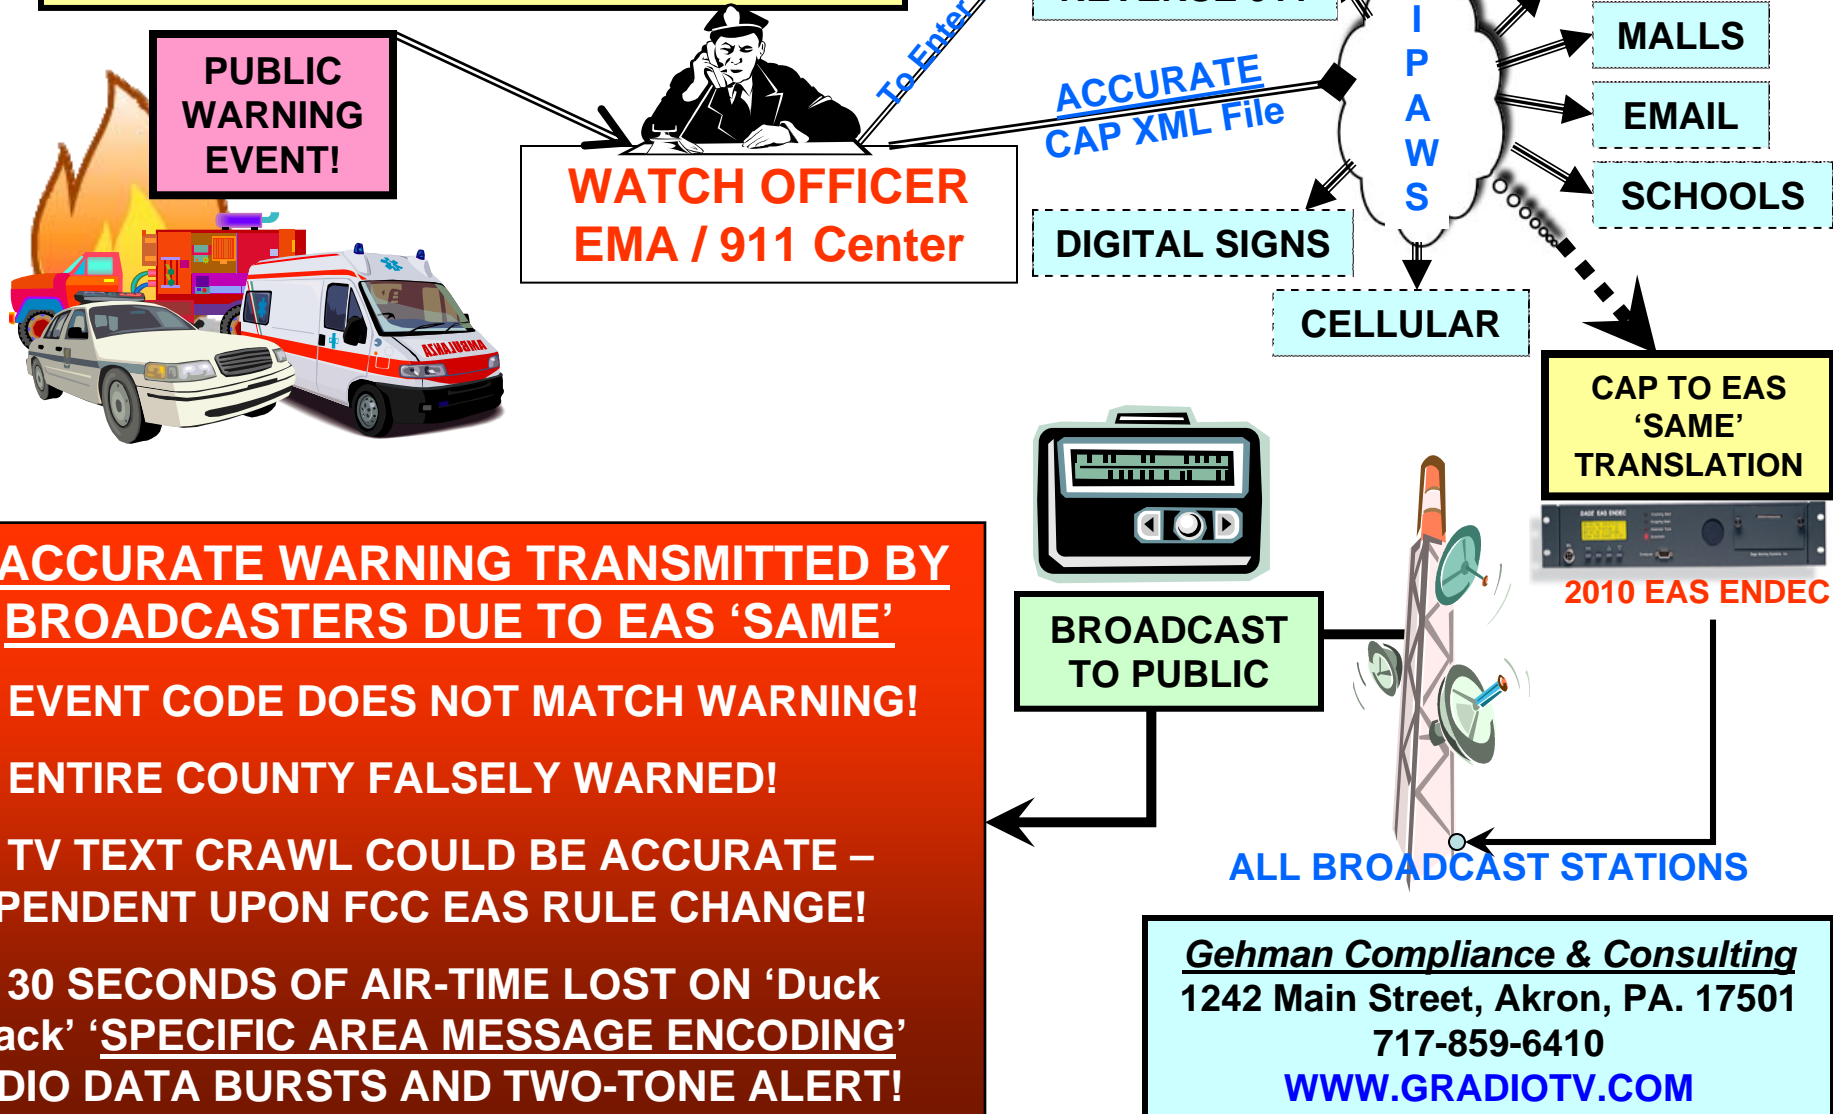 To Enter
I
P
A
W
S
MALLS
PUBLIC
WARNING
EVENT!
ACCURATE
CAP XML File
EMAIL
WATCH OFFICER
EMA / 911 Center
SCHOOLS
DIGITAL SIGNS
CELLULAR
AMBULANZA
CAP TO EAS
‘SAME’
TRANSLATION
SAGE EAS ENDEC
2010 EAS ENDEC
BROADCAST
TO PUBLIC
ALL BROADCAST STATIONS
ACCURATE WARNING TRANSMITTED BY
BROADCASTERS DUE TO EAS ‘SAME’
EVENT CODE DOES NOT MATCH WARNING!
ENTIRE COUNTY FALSELY WARNED!
TV TEXT CRAWL COULD BE ACCURATE –
PENDENT UPON FCC EAS RULE CHANGE!
30 SECONDS OF AIR-TIME LOST ON ‘Duck
ack’ ‘SPECIFIC AREA MESSAGE ENCODING’
DIO DATA BURSTS AND TWO-TONE ALERT!
Gehman Compliance & Consulting
1242 Main Street, Akron, PA. 17501
717-859-6410
WWW.GRADIOTV.COM